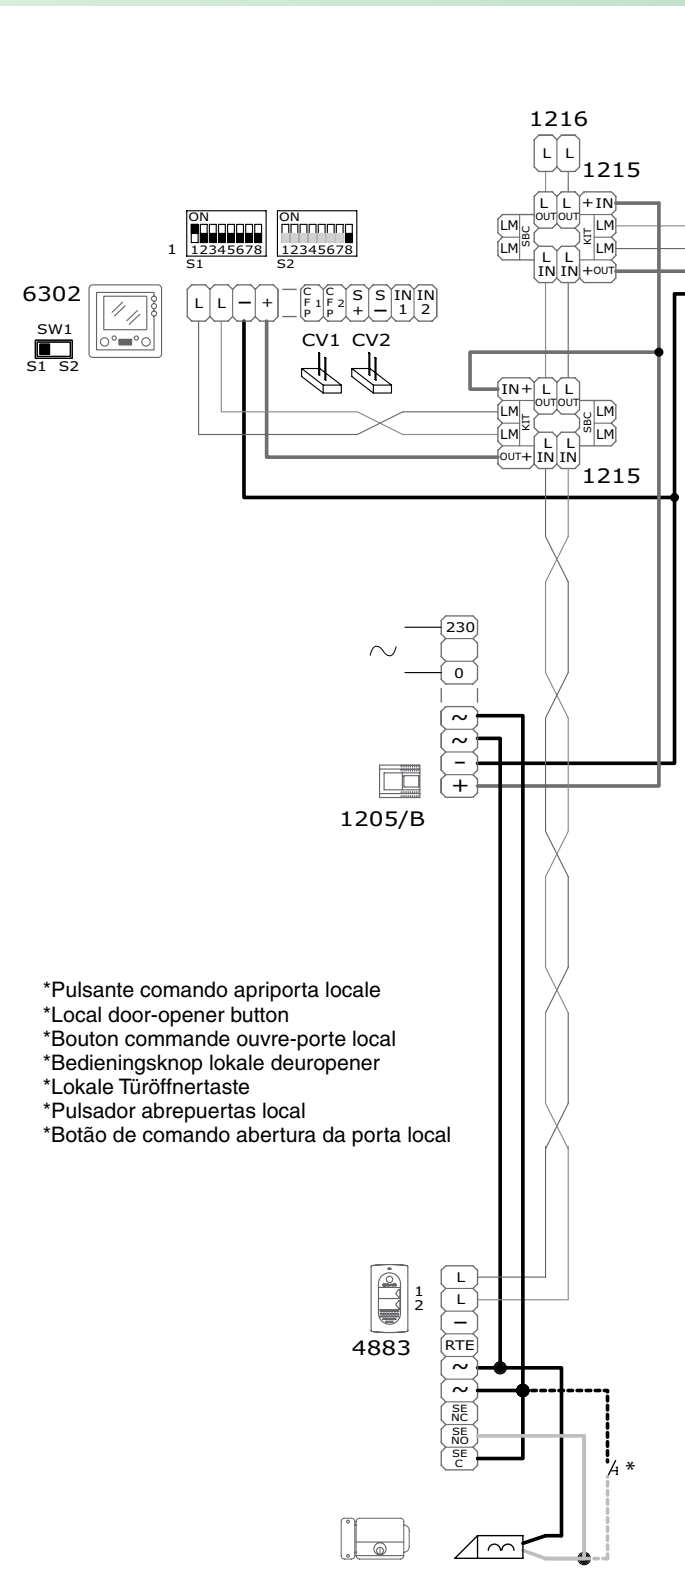 1216
L L
1215
L OUT L OUT +IN
LM SBC KIT LM
LM LM
L IN L IN +OUT
ON ON
1 12345678 12345678
S1 S2
6302
SW1
S1 S2
L L − + CFP 1 CFP 2 S+ S− IN1 IN2
CV1 CV2
IN+ L OUT L OUT
LM KIT SBC LM
LM LM
OUT+ L IN L IN
1215
230
~
0
~
~
-
+
1205/B
*Pulsante comando apriporta locale
*Local door-opener button
*Bouton commande ouvre-porte local
*Bedieningsknop lokale deuropener
*Lokale Türöffnertaste
*Pulsador abrepuertas local
*Botão de comando abertura da porta local
L
1
L
2
−
4883
RTE
~
~
SE NC
SE NO
SE C
*